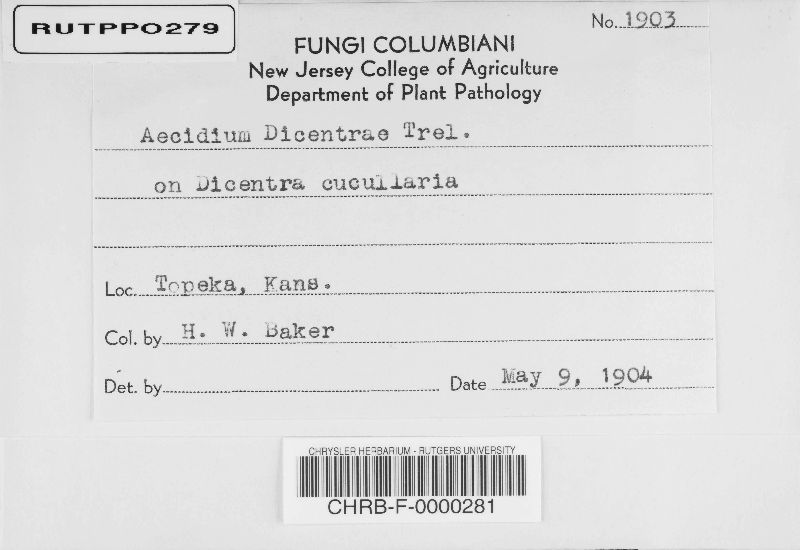 RUTPPO279
No. 1903
FUNGI COLUMBIANI
New Jersey College of Agriculture
Department of Plant Pathology
Aecidium Dicentrae Trel.
on Dicentra cucullaria
Loc. Topeka, Kans.
Col. by H. W. Baker
Det. by
Date May 9, 1904
CHRYSLER HERBARIUM - RUTGERS UNIVERSITY
CHRB-F-0000281